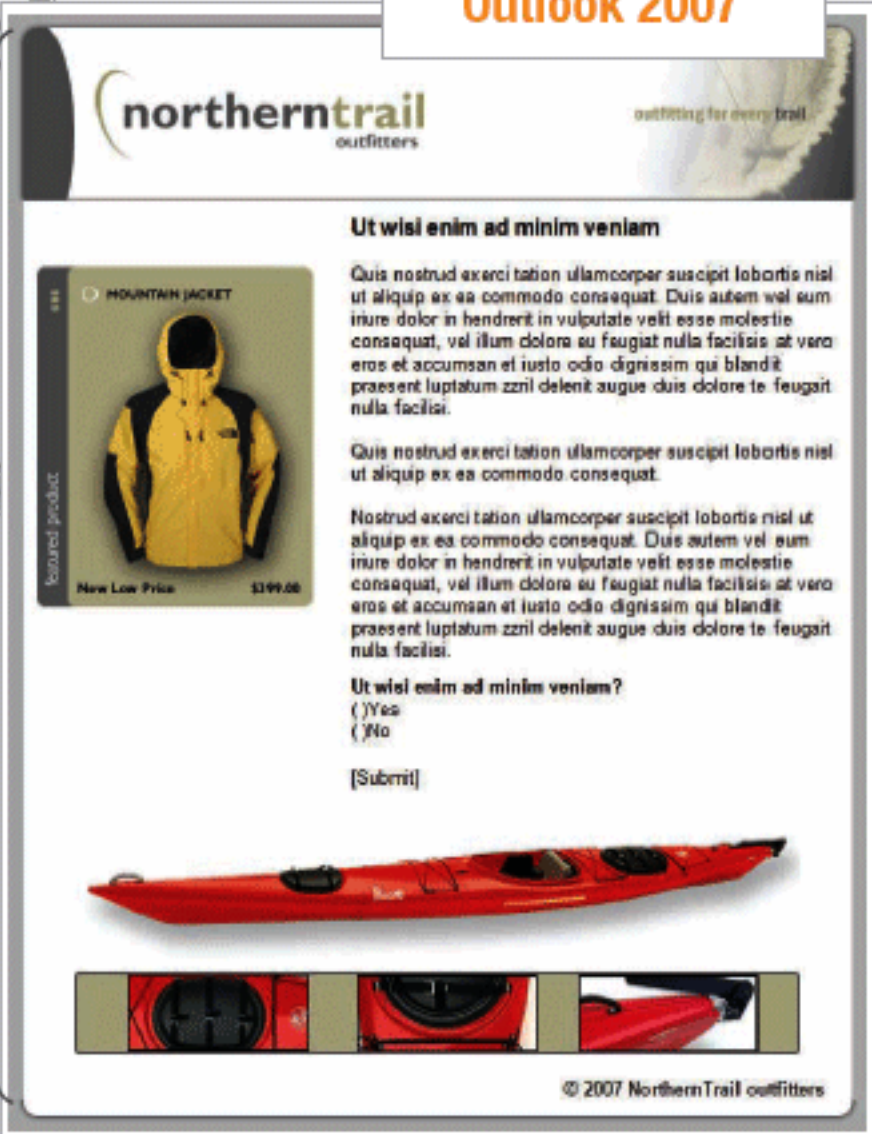 Outlook 2007
northerntrail
outfitters
outfitting for every trail
Ut wisi enim ad minim veniam
MOUNTAIN JACKET
Quis nostrud exerci tation ullamcorper suscipit lobortis nisl
ut aliquip ex ea commodo consequat. Duis autem vel eum
iriure dolor in hendrerit in vulputate velit esse molestie
consequat, vel illum dolore eu feugiat nulla facilisis at vero
eros et accumsan et iusto odio dignissim qui blandit
praesent luptatum zzril delenit augue duis dolore te feugait
nulla facilisi.
Quis nostrud exerci tation ullamcorper suscipit lobortis nisl
ut aliquip ex ea commodo consequat.
Nostrud exerci tation ullamcorper suscipit lobortis nisl ut
aliquip ex ea commodo consequat. Duis autem vel eum
iriure dolor in hendrerit in vulputate velit esse molestie
consequat, vel illum dolore eu feugiat nulla facilisis at vero
eros et accumsan et iusto odio dignissim qui blandit
praesent luptatum zzril delenit augue duis dolore te feugait
nulla facilisi.
featured product
New Low Price $399.00
Ut wisi enim ad minim veniam?
( )Yes
( )No
[Submit]
© 2007 NorthernTrail outfitters